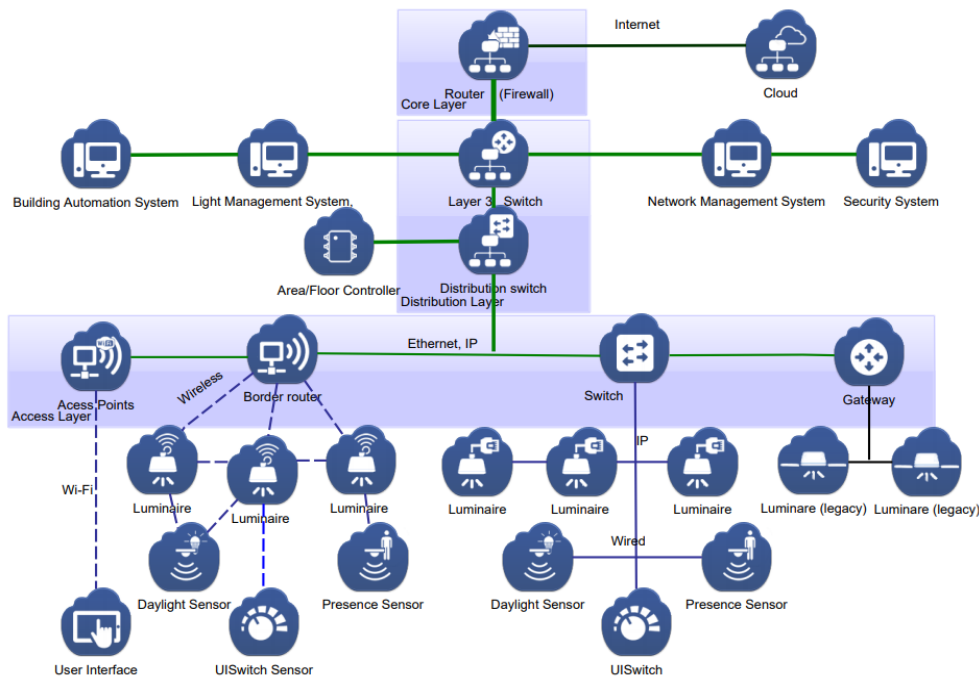 Internet
Router (Firewall)
Cloud
Core Layer
Building Automation System
Light Management System,
Layer 3 Switch
Network Management System
Security System
Area/Floor Controller
Distribution switch
Distribution Layer
Ethernet, IP
Wireless
Acess Points
Border router
Switch
Gateway
Access Layer
IP
Wi-Fi
Luminaire
Luminaire
Luminaire
Luminaire
Luminaire
Luminaire
Luminare (legacy)
Luminare (legacy)
Wired
Daylight Sensor
Presence Sensor
Daylight Sensor
Presence Sensor
User Interface
UISwitch Sensor
UISwitch